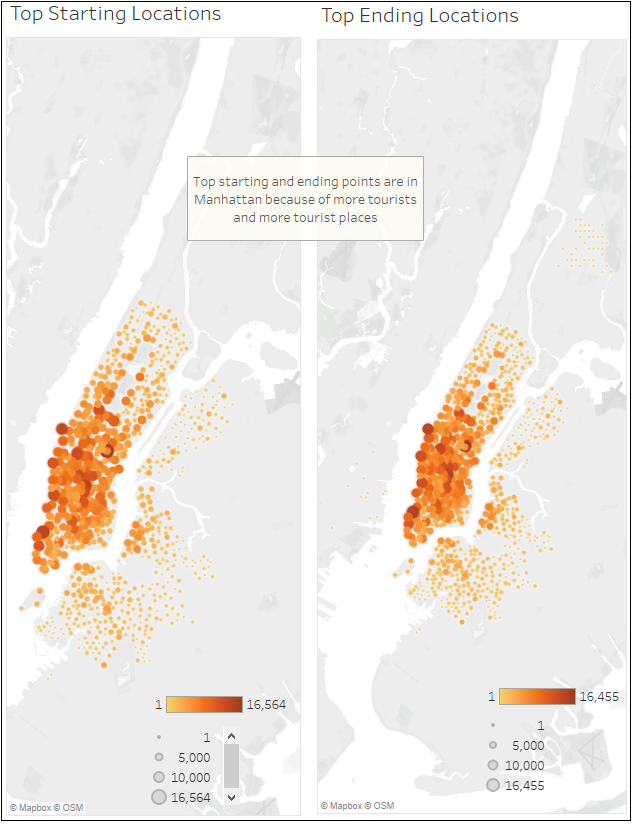 Top Starting Locations
Top Ending Locations
Top starting and ending points are in
Manhattan because of more tourists
and more tourist places
1 16,564
1
5,000
10,000
16,564
© Mapbox © OSM
1 16,455
1
5,000
10,000
16,455
© Mapbox © OSM